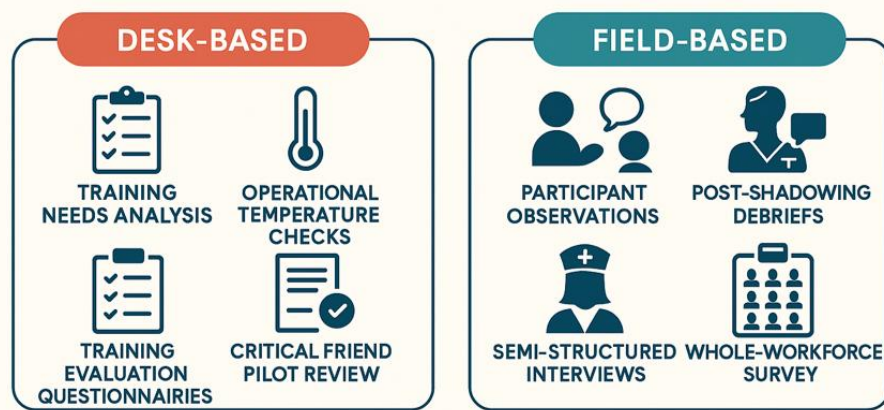 DESK-BASED
TRAINING
NEEDS ANALYSIS
OPERATIONAL
TEMPERATURE
CHECKS
TRAINING
EVALUATION
QUESTIONNAIRIES
CRITICAL FRIEND
PILOT REVIEW
FIELD-BASED
PARTICIPANT
OBSERVATIONS
POST-SHADOWING
DEBRIEFS
SEMI-STRUCTURED
INTERVIEWS
WHOLE-WORKFORCE
SURVEY